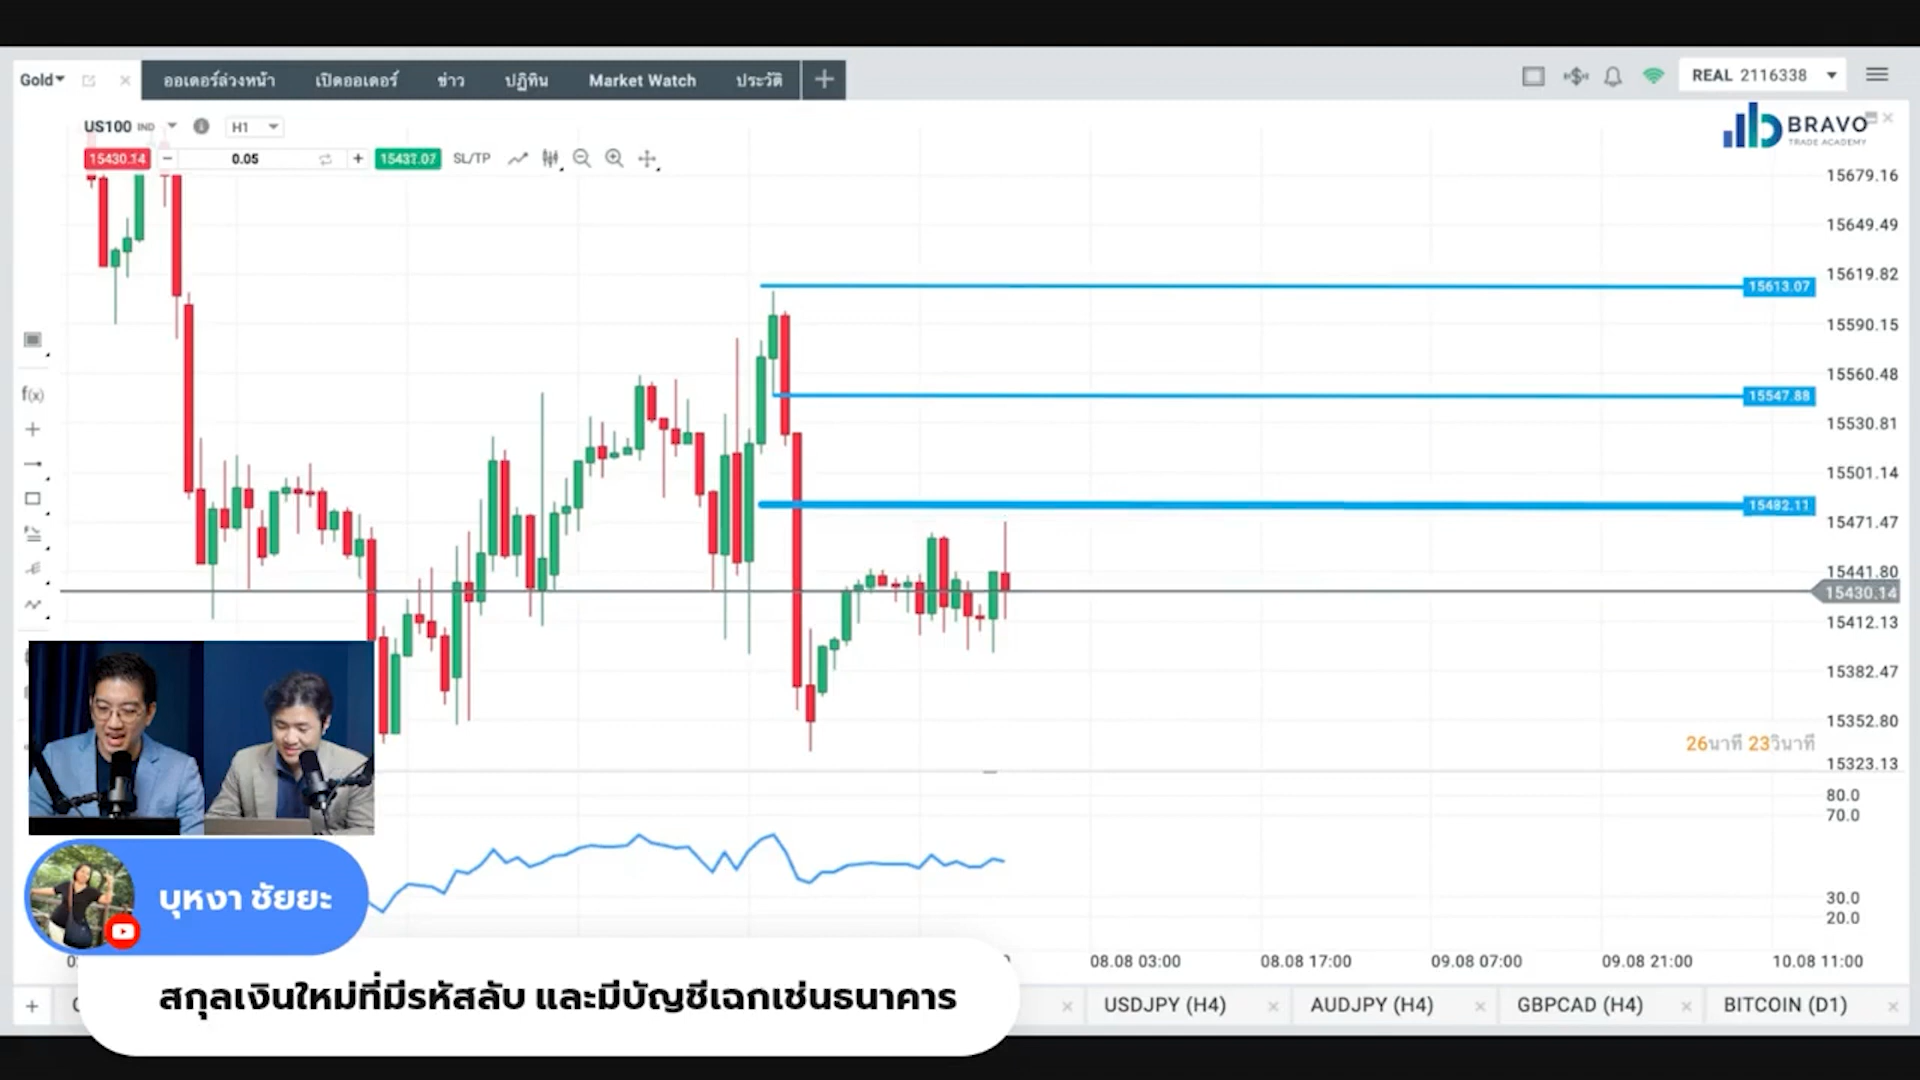 Gold
ออเดอร์ล่วงหน้า
เปิดออเดอร์
ข่าว
ปฏิทิน
Market Watch
ประวัติ
REAL 2116338
US100 IND
H1
BRAVO
TRADE ACADEMY
15430.14
0.05
15437.07
SL/TP
15679.16
15649.49
15619.82
15613.07
15590.15
15560.48
15547.88
15530.81
15501.14
15482.11
15471.47
15441.80
15430.14
15412.13
15382.47
15352.80
26นาที 23วินาที
15323.13
80.0
70.0
30.0
20.0
f(x)
บุหงา ชัยยะ
08.08 03:00
08.08 17:00
09.08 07:00
09.08 21:00
10.08 11:00
สกุลเงินใหม่ที่มีรหัสลับ และมีบัญชีเฉกเช่นธนาคาร
USDJPY (H4)
AUDJPY (H4)
GBPCAD (H4)
BITCOIN (D1)